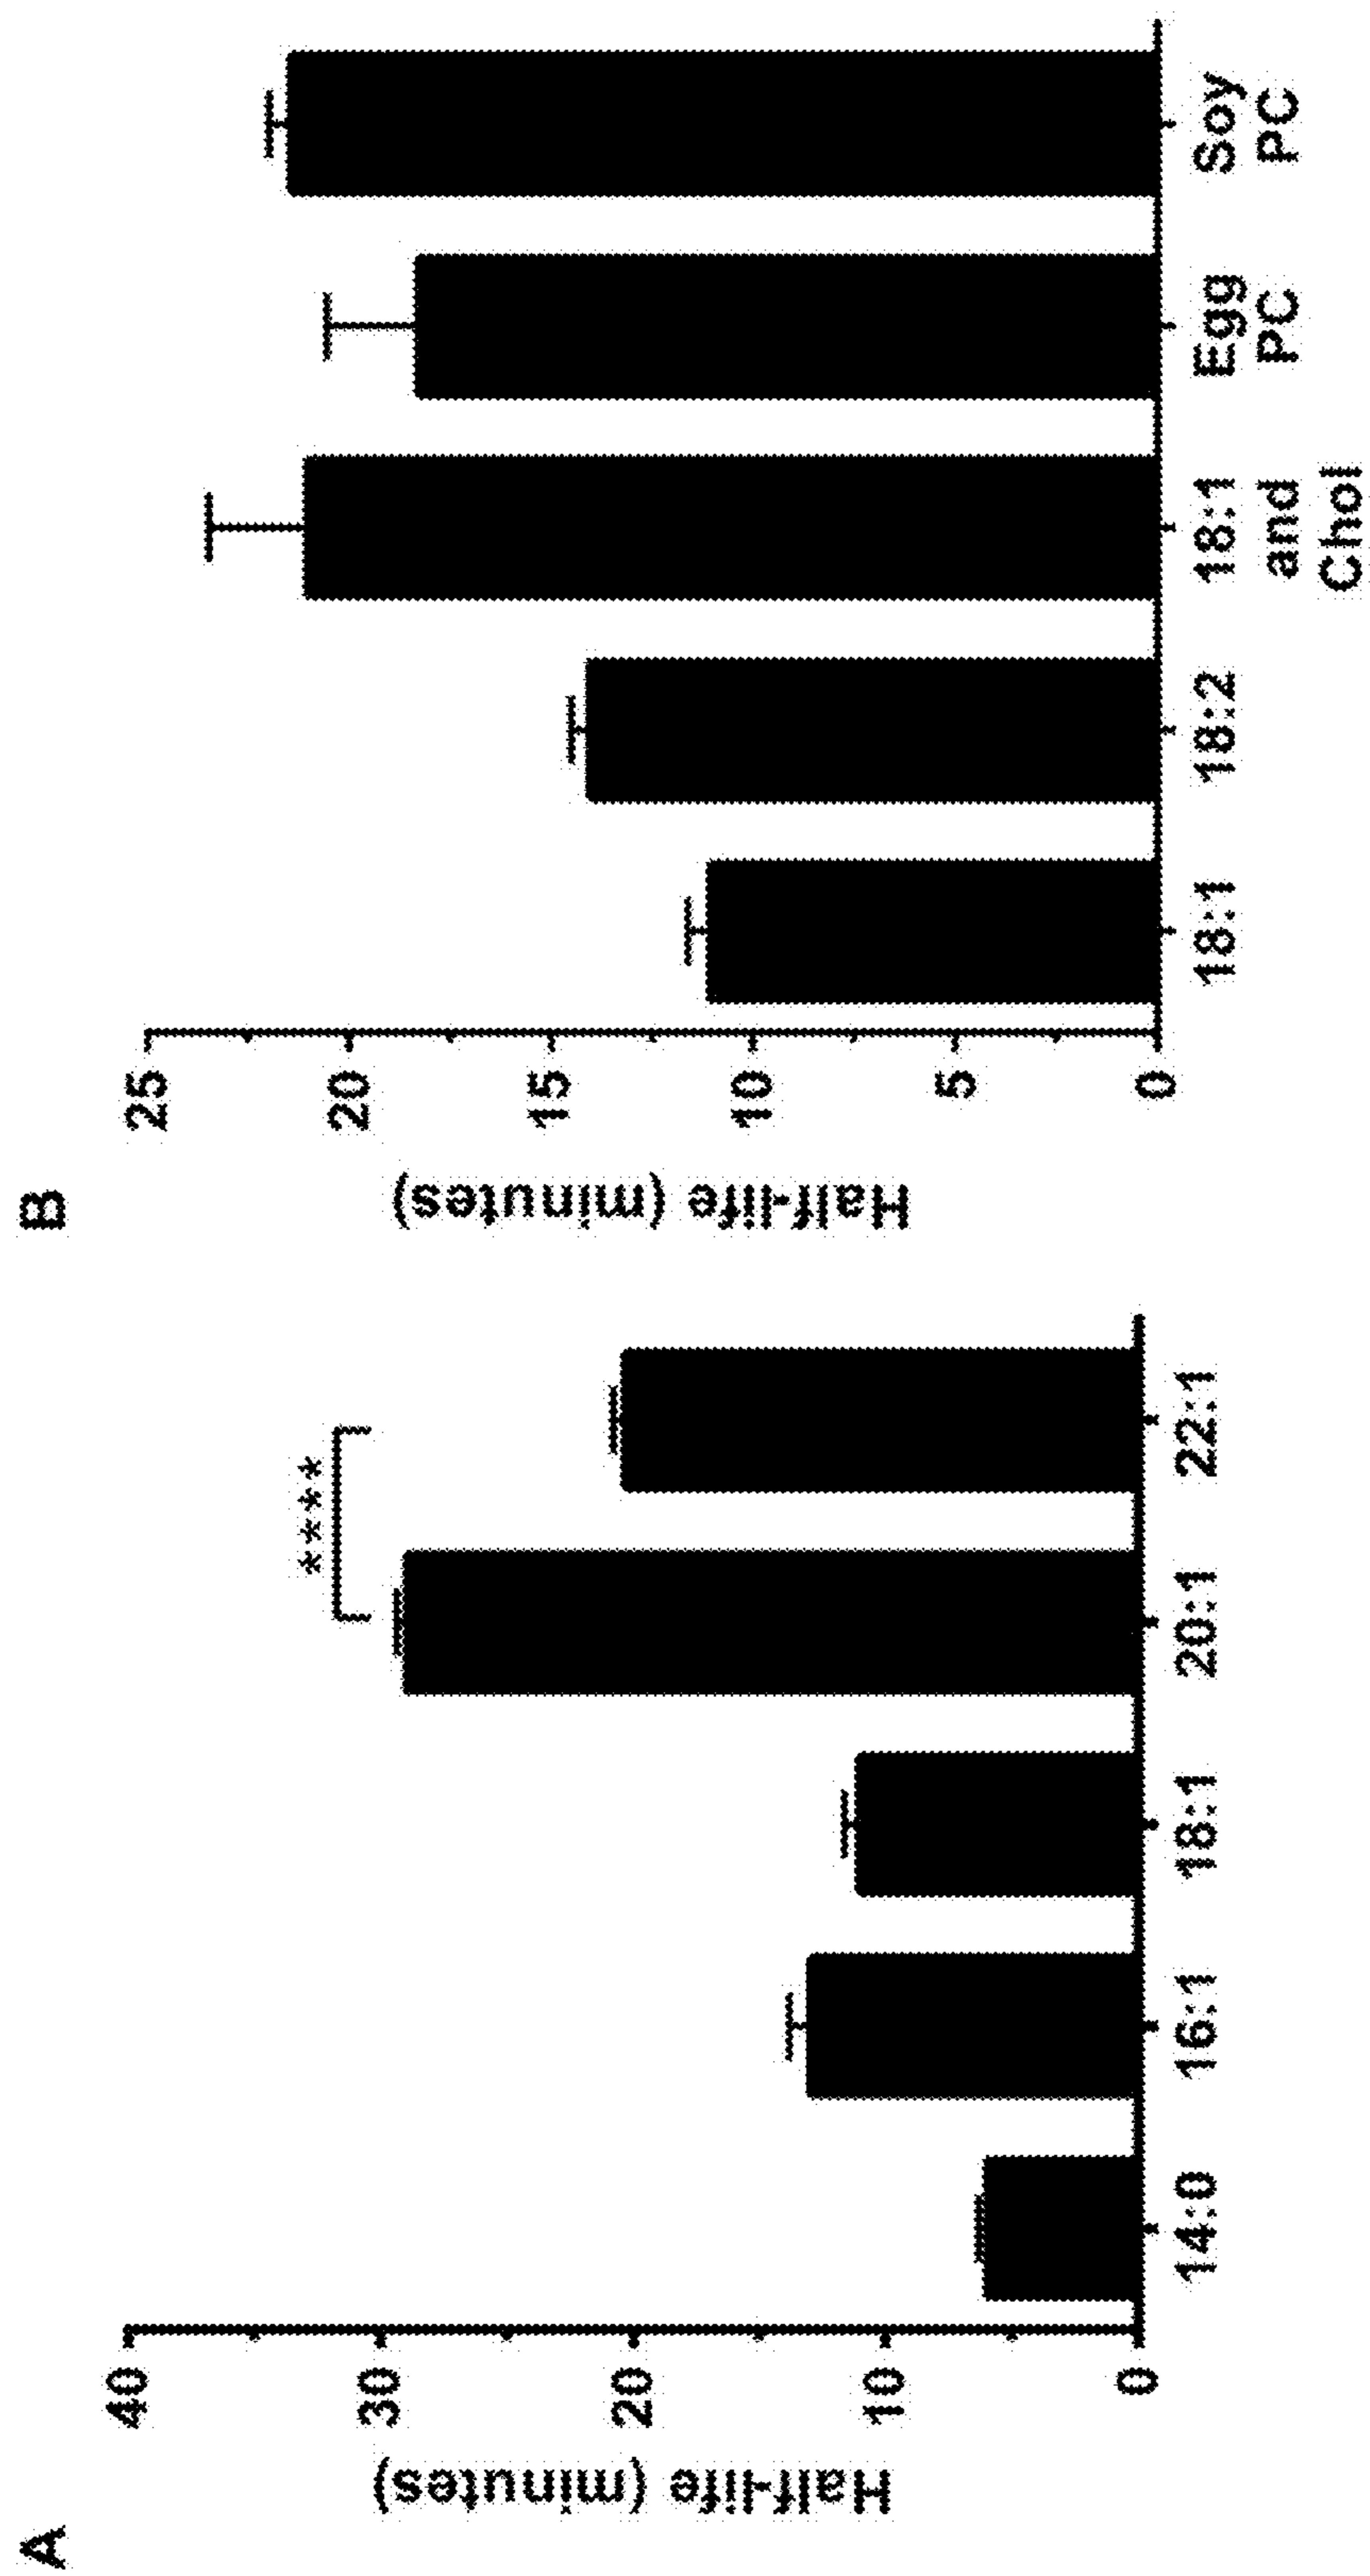 A
Half-life (minutes)
40
30
20
10
0
****
14:0
16:1
18:1
20:1
22:1
B
Half-life (minutes)
25
20
15
10
5
0
18:1
18:2
18:1
and
Chol
Egg
PC
Soy
PC